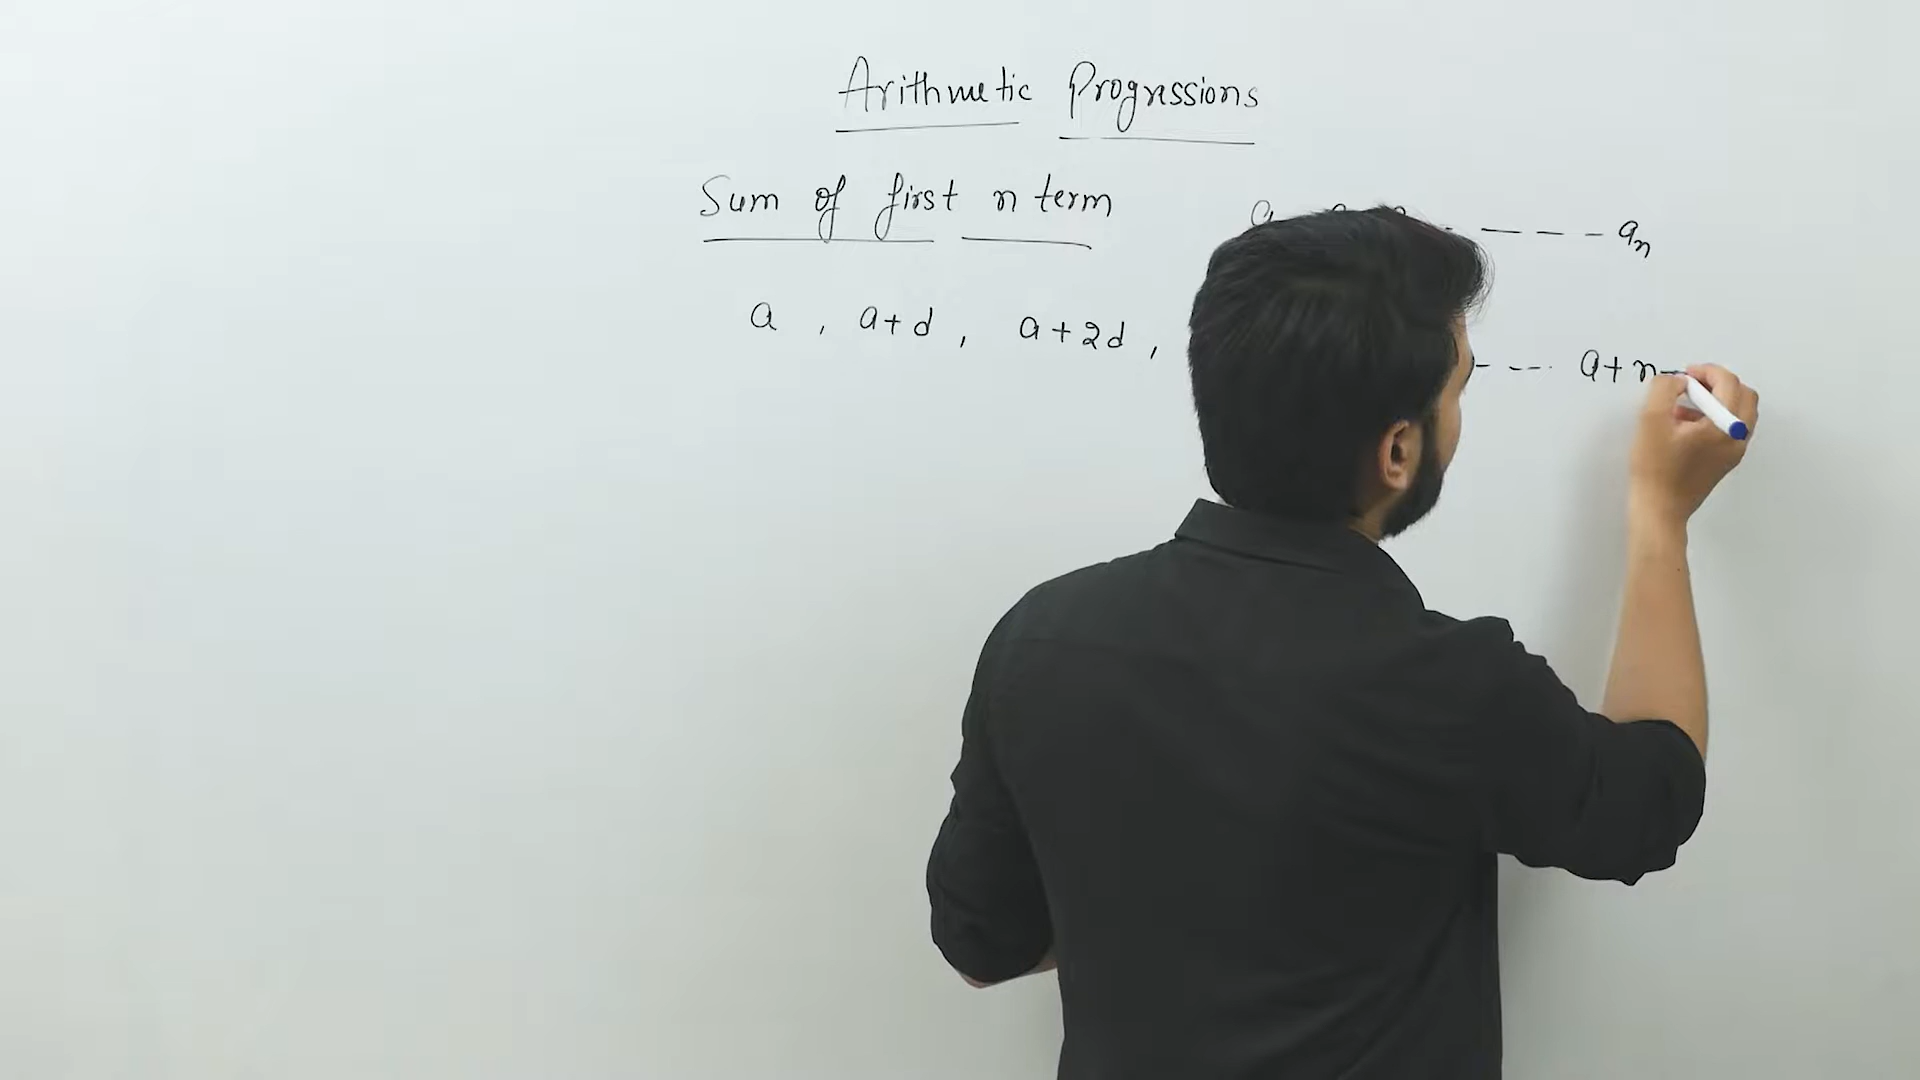 Arithmetic Progressions
Sum of first n term
- - - - aₙ
a , a+d , a+2d ,
- --- a+n-